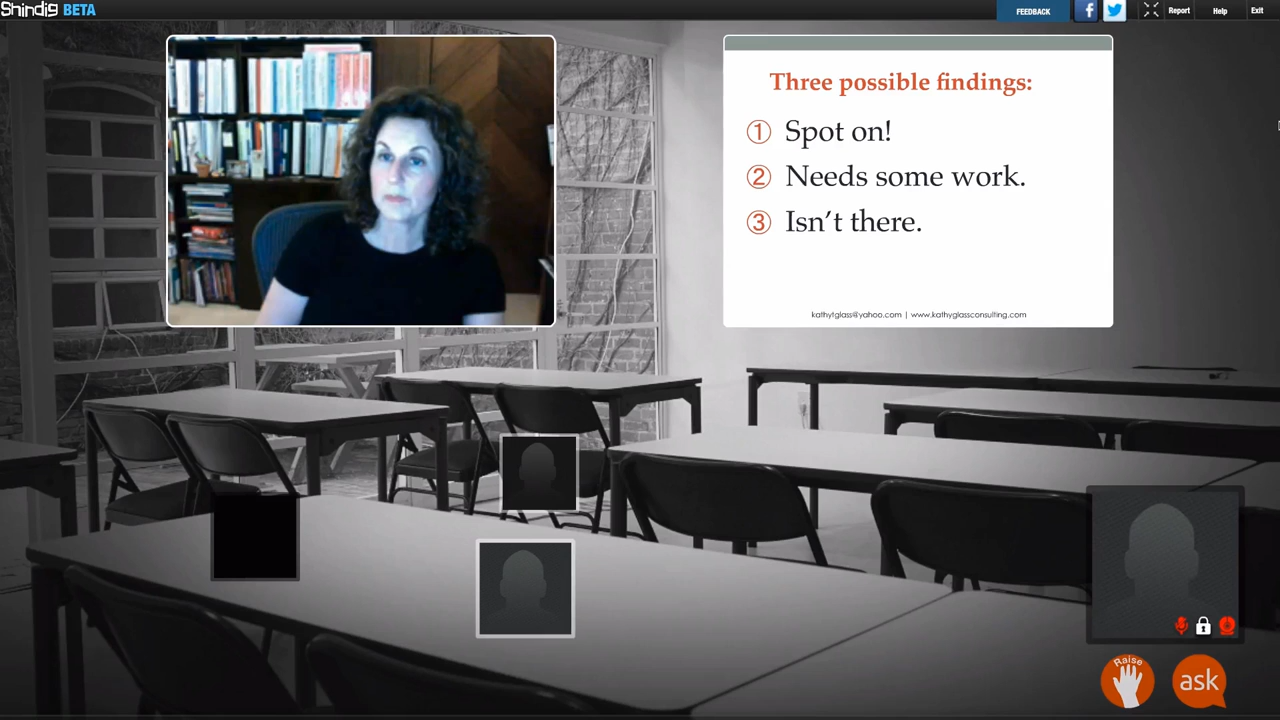 Shindig BETA
FEEDBACK
Report
Help
Exit
Three possible findings:
1 Spot on!
2 Needs some work.
3 Isn't there.
kathytglass@yahoo.com | www.kathyglassconsulting.com
Raise
ask